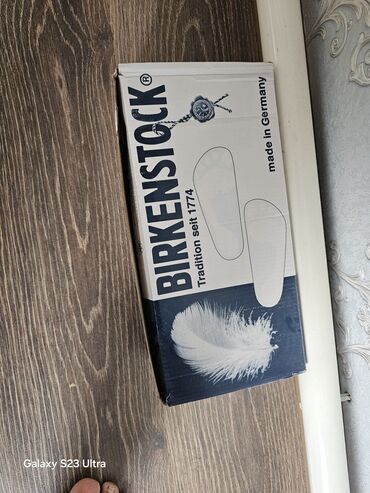 BIRKENSTOCK®
Tradition seit 1774
made in Germany
Galaxy S23 Ultra